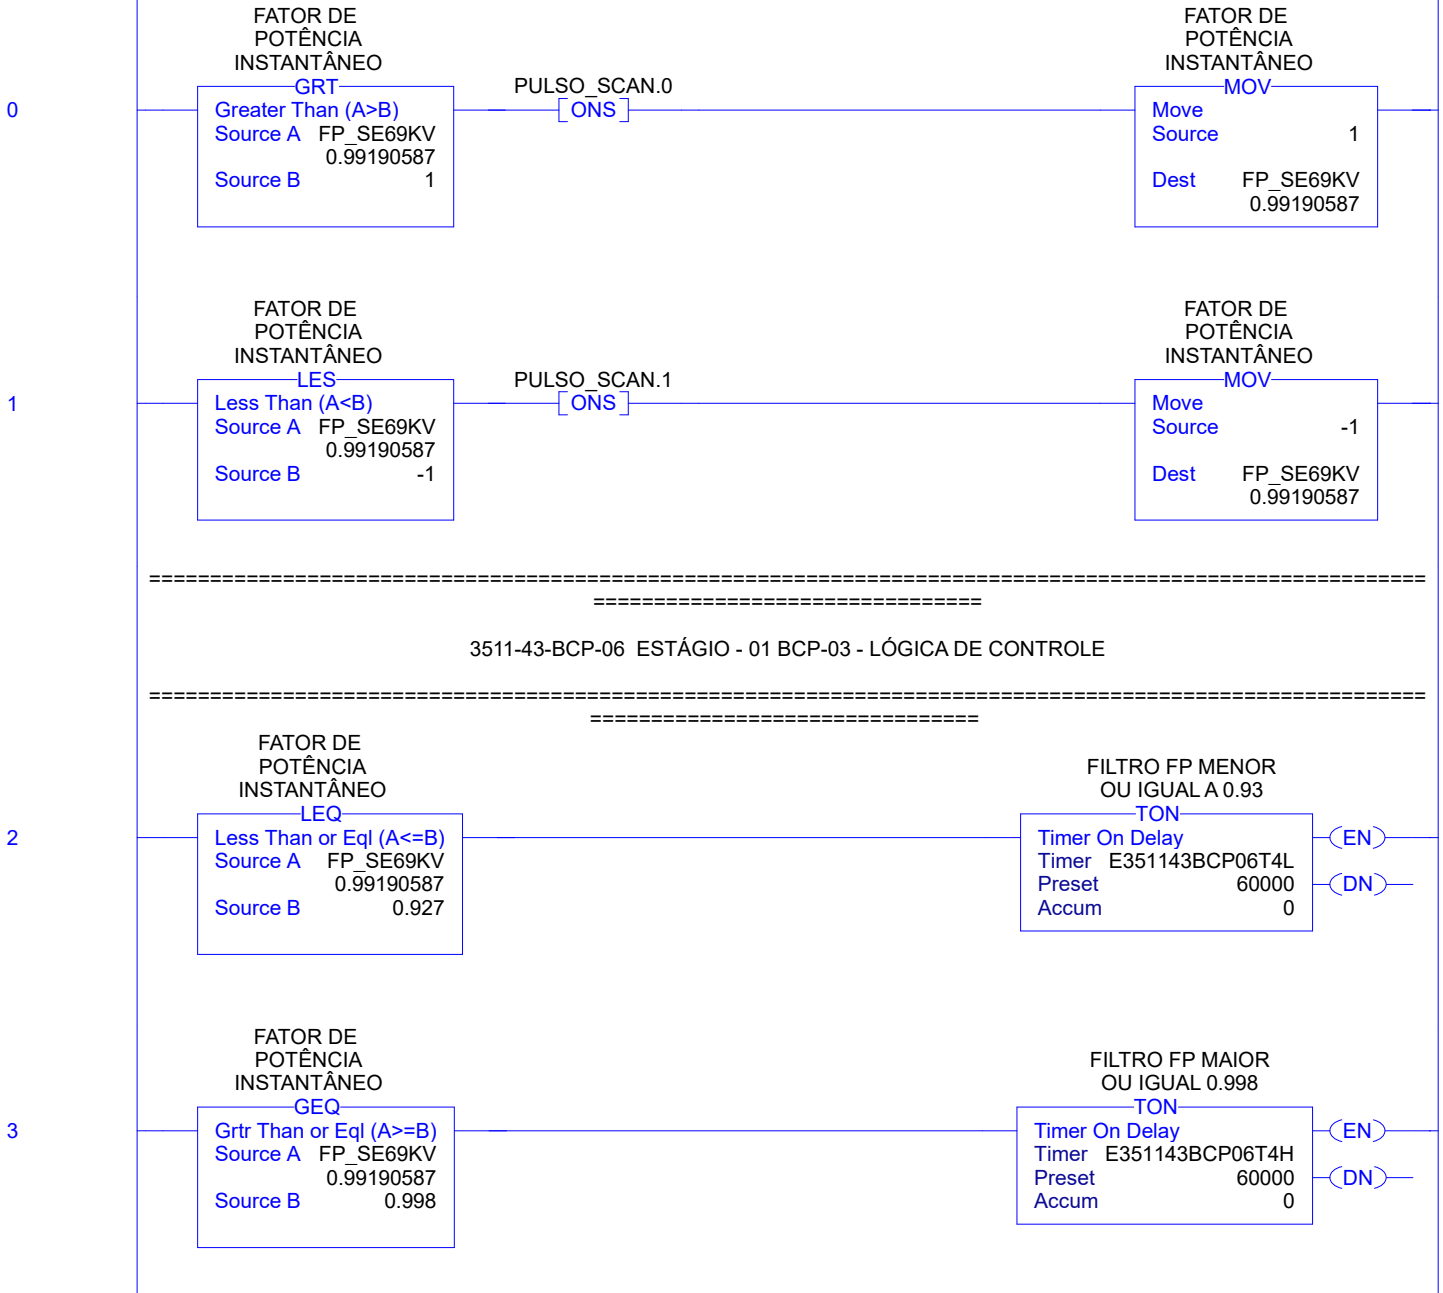 FATOR DE
POTÊNCIA
INSTANTÂNEO
FATOR DE
POTÊNCIA
INSTANTÂNEO
0
GRT
Greater Than (A>B)
Source A FP_SE69KV
0.99190587
Source B 1
PULSO_SCAN.0
ONS
MOV
Move
Source 1
Dest FP_SE69KV
0.99190587
FATOR DE
POTÊNCIA
INSTANTÂNEO
FATOR DE
POTÊNCIA
INSTANTÂNEO
1
LES
Less Than (A<B)
Source A FP_SE69KV
0.99190587
Source B -1
PULSO_SCAN.1
ONS
MOV
Move
Source -1
Dest FP_SE69KV
0.99190587
=========================================================================================================
================================
3511-43-BCP-06 ESTÁGIO - 01 BCP-03 - LÓGICA DE CONTROLE
=========================================================================================================
================================
FATOR DE
POTÊNCIA
INSTANTÂNEO
FILTRO FP MENOR
OU IGUAL A 0.93
2
LEQ
Less Than or Eql (A<=B)
Source A FP_SE69KV
0.99190587
Source B 0.927
TON
Timer On Delay
Timer E351143BCP06T4L
Preset 60000
Accum 0
EN
DN
FATOR DE
POTÊNCIA
INSTANTÂNEO
FILTRO FP MAIOR
OU IGUAL 0.998
3
GEQ
Grtr Than or Eql (A>=B)
Source A FP_SE69KV
0.99190587
Source B 0.998
TON
Timer On Delay
Timer E351143BCP06T4H
Preset 60000
Accum 0
EN
DN